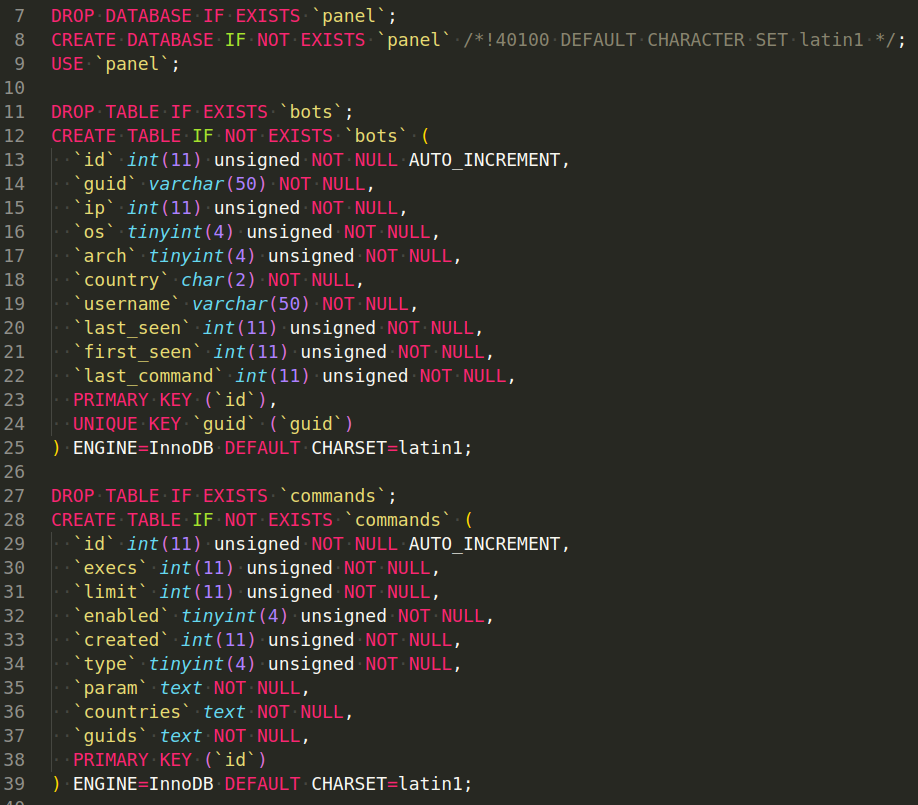 7 DROP DATABASE IF EXISTS `panel`;
8 CREATE DATABASE IF NOT EXISTS `panel` /*!40100 DEFAULT CHARACTER SET latin1 */;
9 USE `panel`;
10
11 DROP TABLE IF EXISTS `bots`;
12 CREATE TABLE IF NOT EXISTS `bots` (
13   `id` int(11) unsigned NOT NULL AUTO_INCREMENT,
14   `guid` varchar(50) NOT NULL,
15   `ip` int(11) unsigned NOT NULL,
16   `os` tinyint(4) unsigned NOT NULL,
17   `arch` tinyint(4) unsigned NOT NULL,
18   `country` char(2) NOT NULL,
19   `username` varchar(50) NOT NULL,
20   `last_seen` int(11) unsigned NOT NULL,
21   `first_seen` int(11) unsigned NOT NULL,
22   `last_command` int(11) unsigned NOT NULL,
23   PRIMARY KEY (`id`),
24   UNIQUE KEY `guid` (`guid`)
25 ) ENGINE=InnoDB DEFAULT CHARSET=latin1;
26
27 DROP TABLE IF EXISTS `commands`;
28 CREATE TABLE IF NOT EXISTS `commands` (
29   `id` int(11) unsigned NOT NULL AUTO_INCREMENT,
30   `execs` int(11) unsigned NOT NULL,
31   `limit` int(11) unsigned NOT NULL,
32   `enabled` tinyint(4) unsigned NOT NULL,
33   `created` int(11) unsigned NOT NULL,
34   `type` tinyint(4) unsigned NOT NULL,
35   `param` text NOT NULL,
36   `countries` text NOT NULL,
37   `guids` text NOT NULL,
38   PRIMARY KEY (`id`)
39 ) ENGINE=InnoDB DEFAULT CHARSET=latin1;